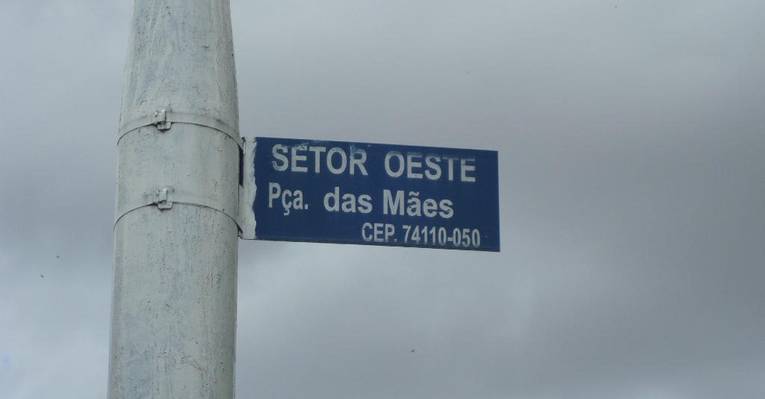 SETOR OESTE
Pça. das Mães
CEP. 74110-050